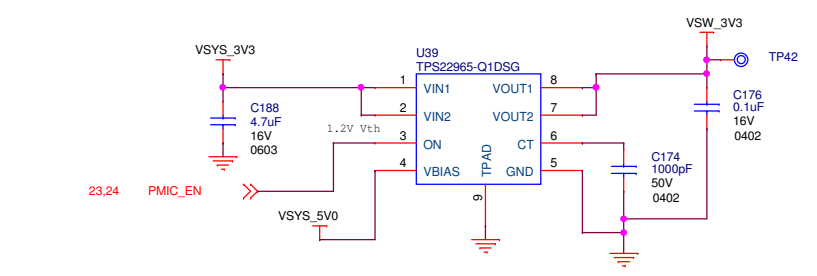 VSW_3V3
VSYS_3V3
U39
TPS22965-Q1DSG
TP42
1 VIN1 VOUT1 8
2 VIN2 VOUT2 7
3 ON CT 6
4 VBIAS GND 5
TPAD
9
C188
4.7uF
16V
0603
1.2V Vth
C176
0.1uF
16V
0402
C174
1000pF
50V
0402
23,24 PMIC_EN
VSYS_5V0